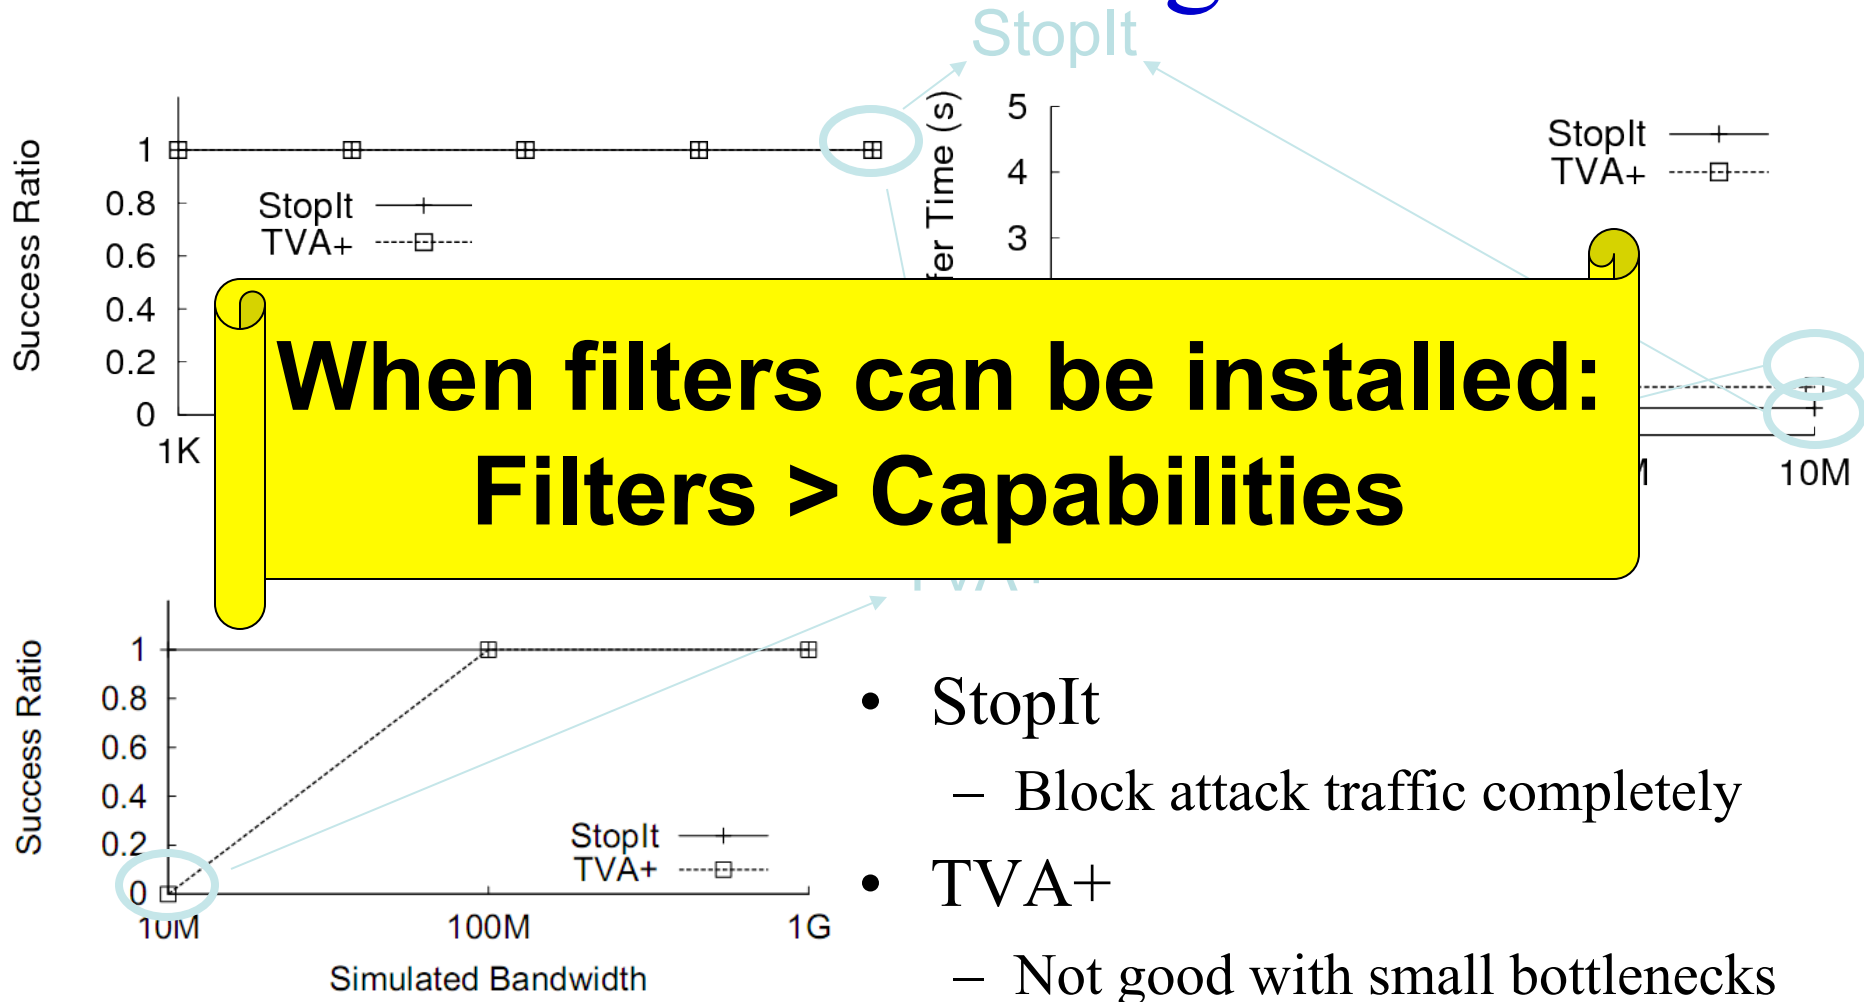 StopIt
Success Ratio
1
0.8
0.6
0.4
0.2
0
1K
StopIt
TVA+
Time (s)
5
4
3
StopIt
TVA+
10M
When filters can be installed:
Filters > Capabilities
Success Ratio
1
0.8
0.6
0.4
0.2
0
10M
100M
1G
StopIt
TVA+
Simulated Bandwidth
• StopIt
– Block attack traffic completely
• TVA+
– Not good with small bottlenecks